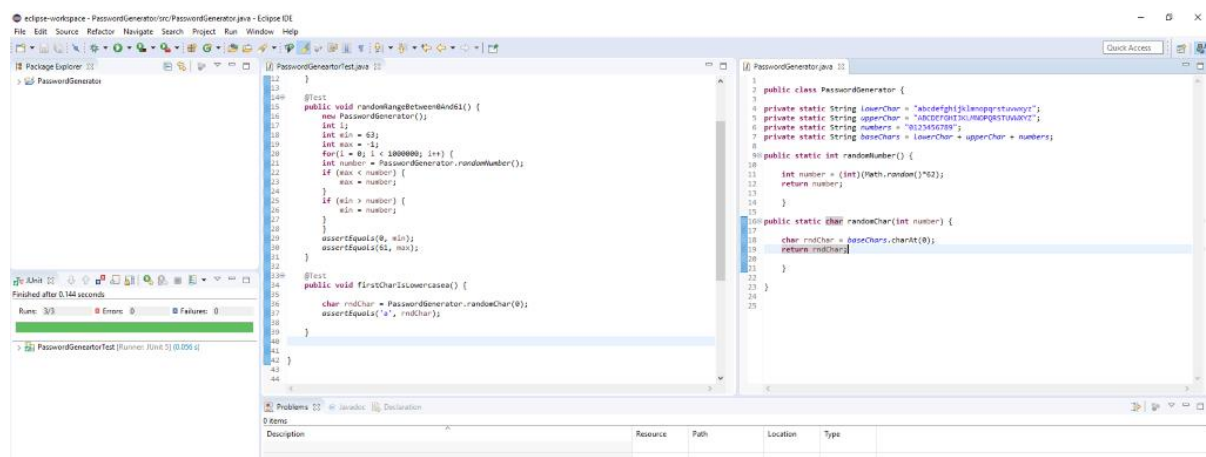 eclipse-workspace - PasswordGenerator/src/PasswordGenerator.java - Eclipse IDE
File Edit Source Refactor Navigate Search Project Run Window Help
Quick Access
Package Explorer
PasswordGenerator
JUnit
Finished after 0.144 seconds
Runs: 3/3 Errors: 0 Failures: 0
PasswordGeneartorTest [Runner: JUnit 5] (0.056 s)
PasswordGeneartorTest.java
12 }
13
14 @Test
15 public void randomRangeBetween0And61() {
16 new PasswordGenerator();
17 int i;
18 int min = 63;
19 int max = -1;
20 for(i = 0; i < 1000000; i++) {
21 int number = PasswordGenerator.randomNumber();
22 if (max < number) {
23 max = number;
24 }
25 if (min > number) {
26 min = number;
27 }
28 }
29 assertEquals(0, min);
30 assertEquals(61, max);
31 }
32
33 @Test
34 public void firstCharIsLowercasea() {
35
36 char rndChar = PasswordGenerator.randomChar(0);
37 assertEquals('a', rndChar);
38
39 }
40
41
42 }
43
44
PasswordGenerator.java
1
2 public class PasswordGenerator {
3
4 private static String lowerChar = "abcdefghijklmnopqrstuvwxyz";
5 private static String upperChar = "ABCDEFGHIJKLMNOPQRSTUVWXYZ";
6 private static String numbers = "0123456789";
7 private static String baseChars = lowerChar + upperChar + numbers;
8
9 public static int randomNumber() {
10
11 int number = (int)(Math.random()*62);
12 return number;
13
14 }
15
16 public static char randomChar(int number) {
17
18 char rndChar = baseChars.charAt(0);
19 return rndChar;
20
21 }
22
23 }
24
25
Problems Javadoc Declaration
0 items
Description Resource Path Location Type